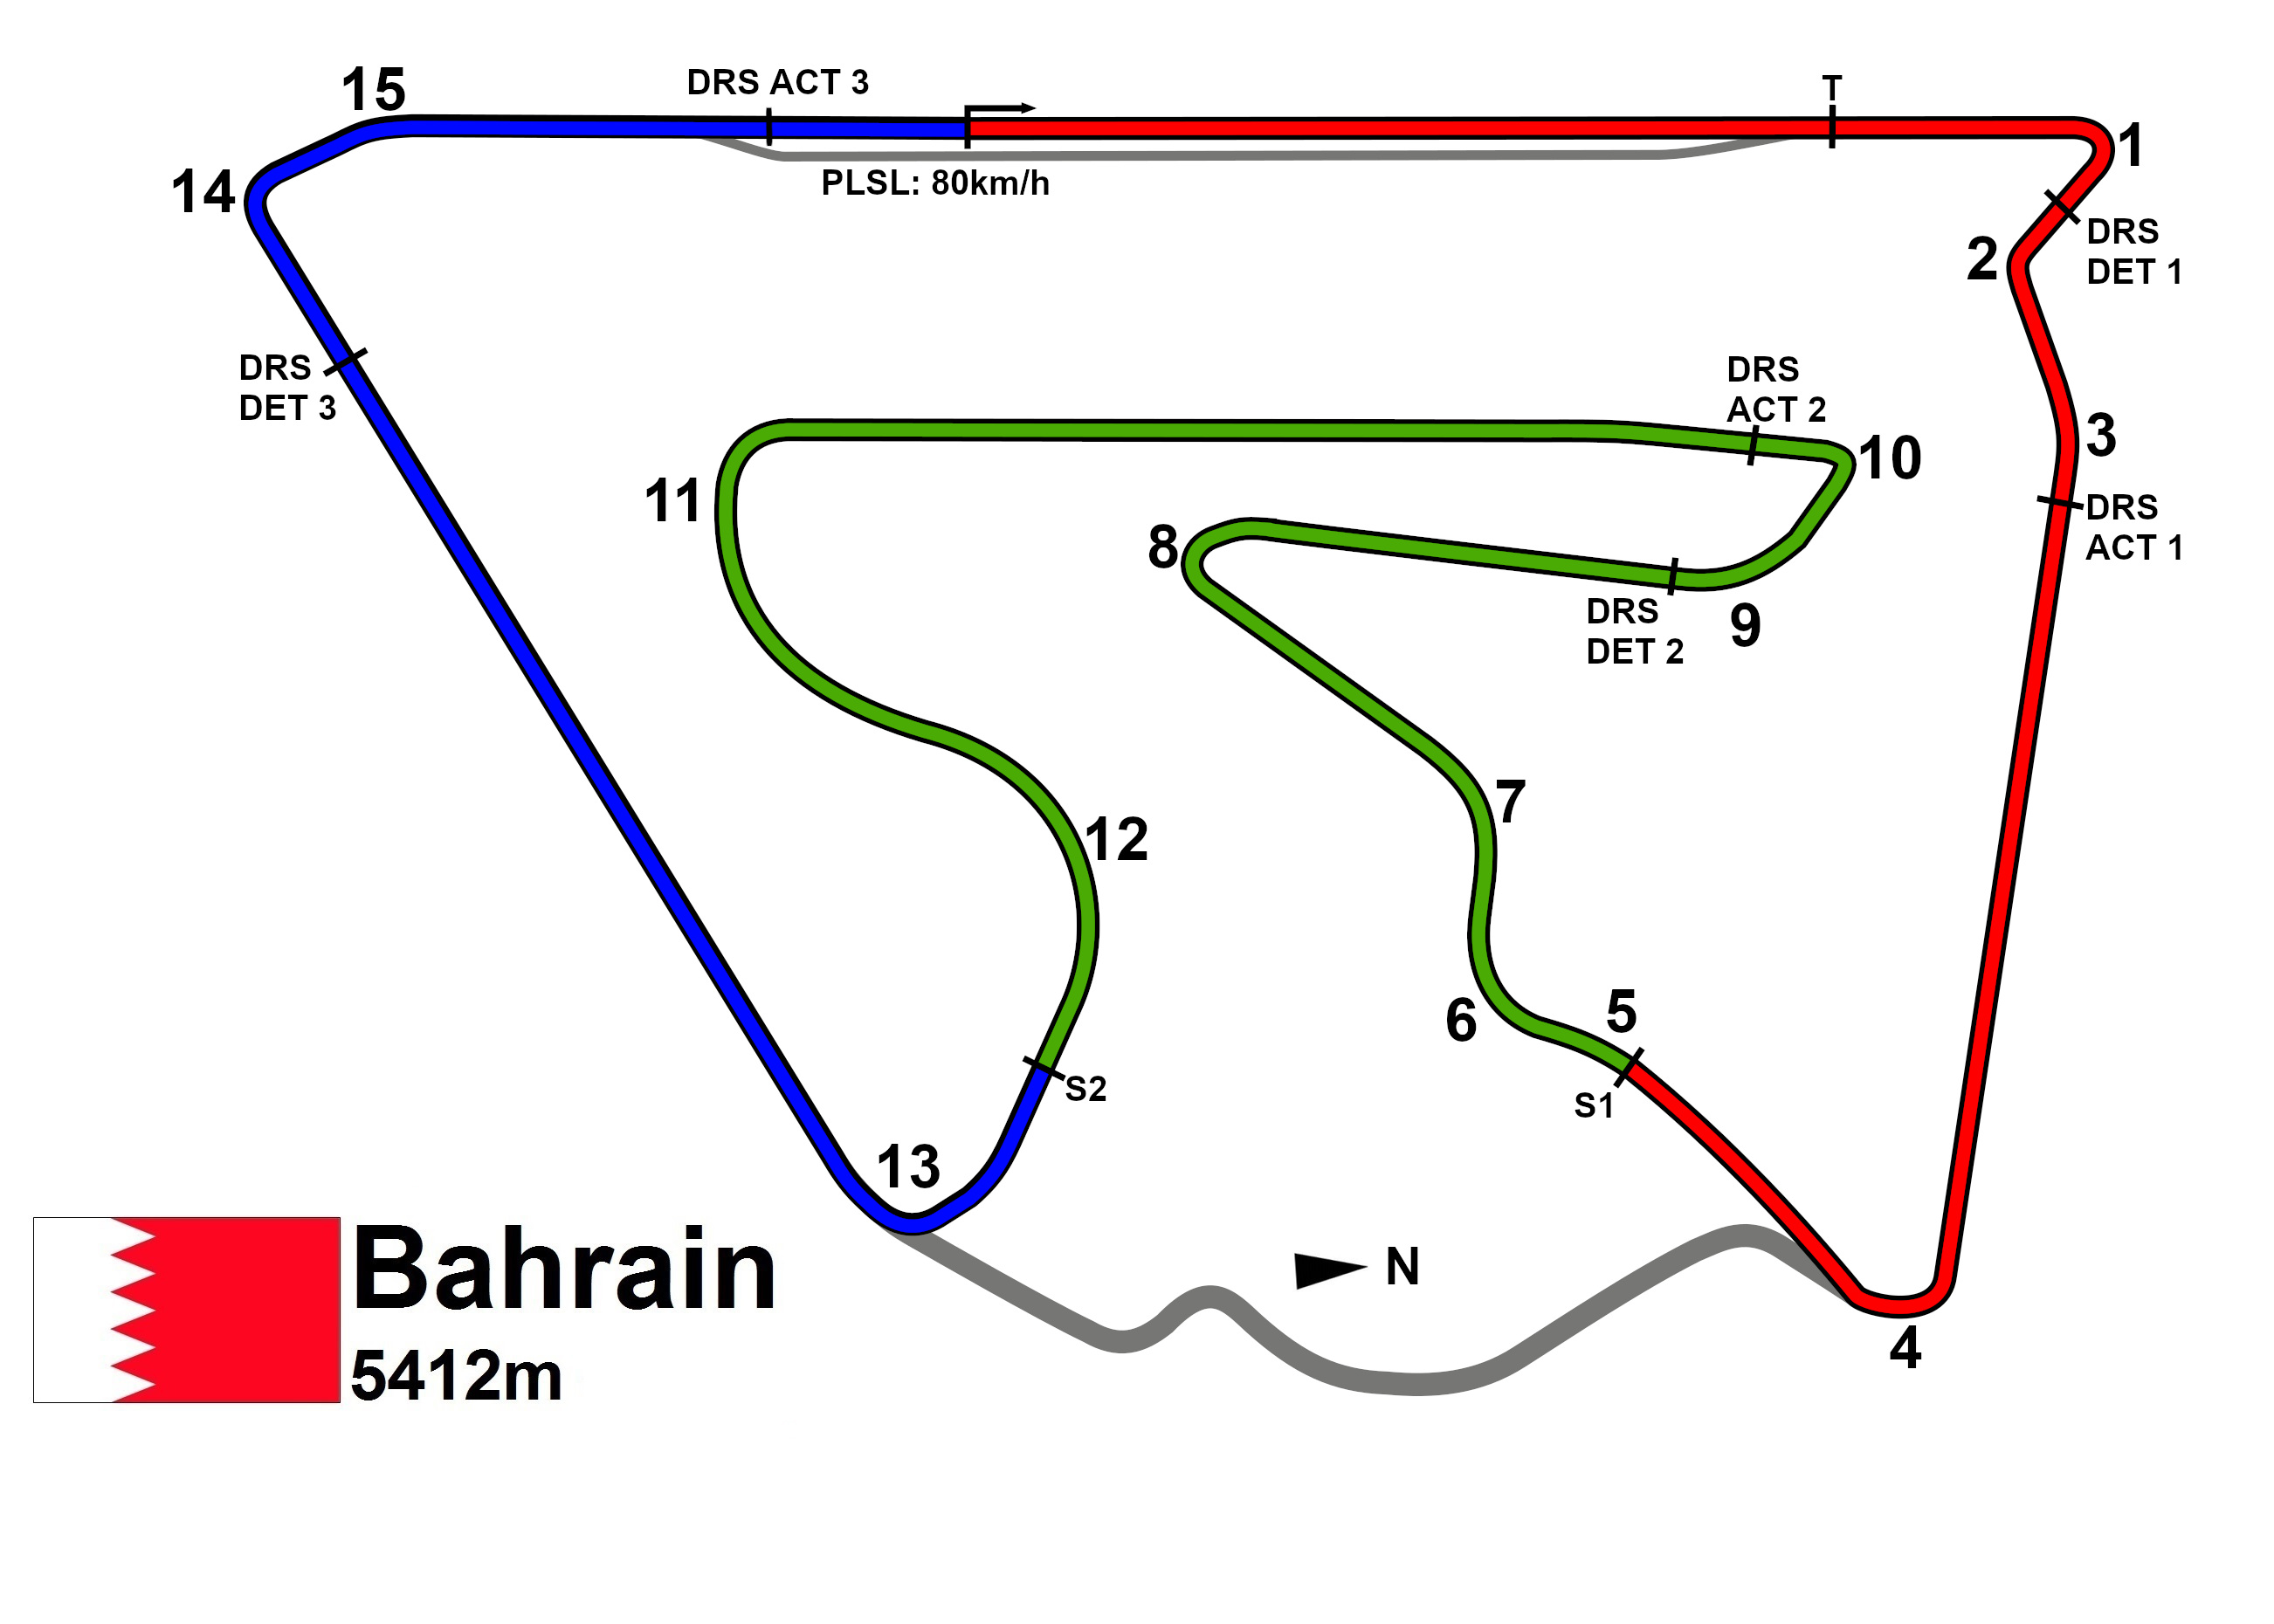 15
DRS ACT 3
T
1
14
PLSL: 80km/h
DRS
DET 1
2
DRS
DET 3
DRS
ACT 2
3
10
11
DRS
ACT 1
8
DRS
DET 2
9
7
12
5
6
S2
S1
13
Bahrain
N
4
5412m